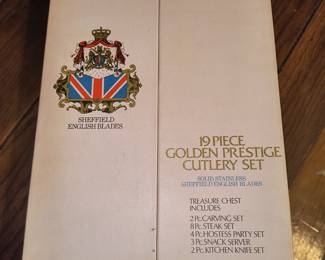 SHEFFIELD
ENGLISH BLADES
19 PIECE
GOLDEN PRESTIGE
CUTLERY SET
SOLID STAINLESS
SHEFFIELD ENGLISH BLADES
TREASURE CHEST
INCLUDES
2 Pc. CARVING SET
8 Pc. STEAK SET
4 Pc. HOSTESS PARTY SET
3 Pc. SNACK SERVER
2 Pc. KITCHEN KNIFE SET